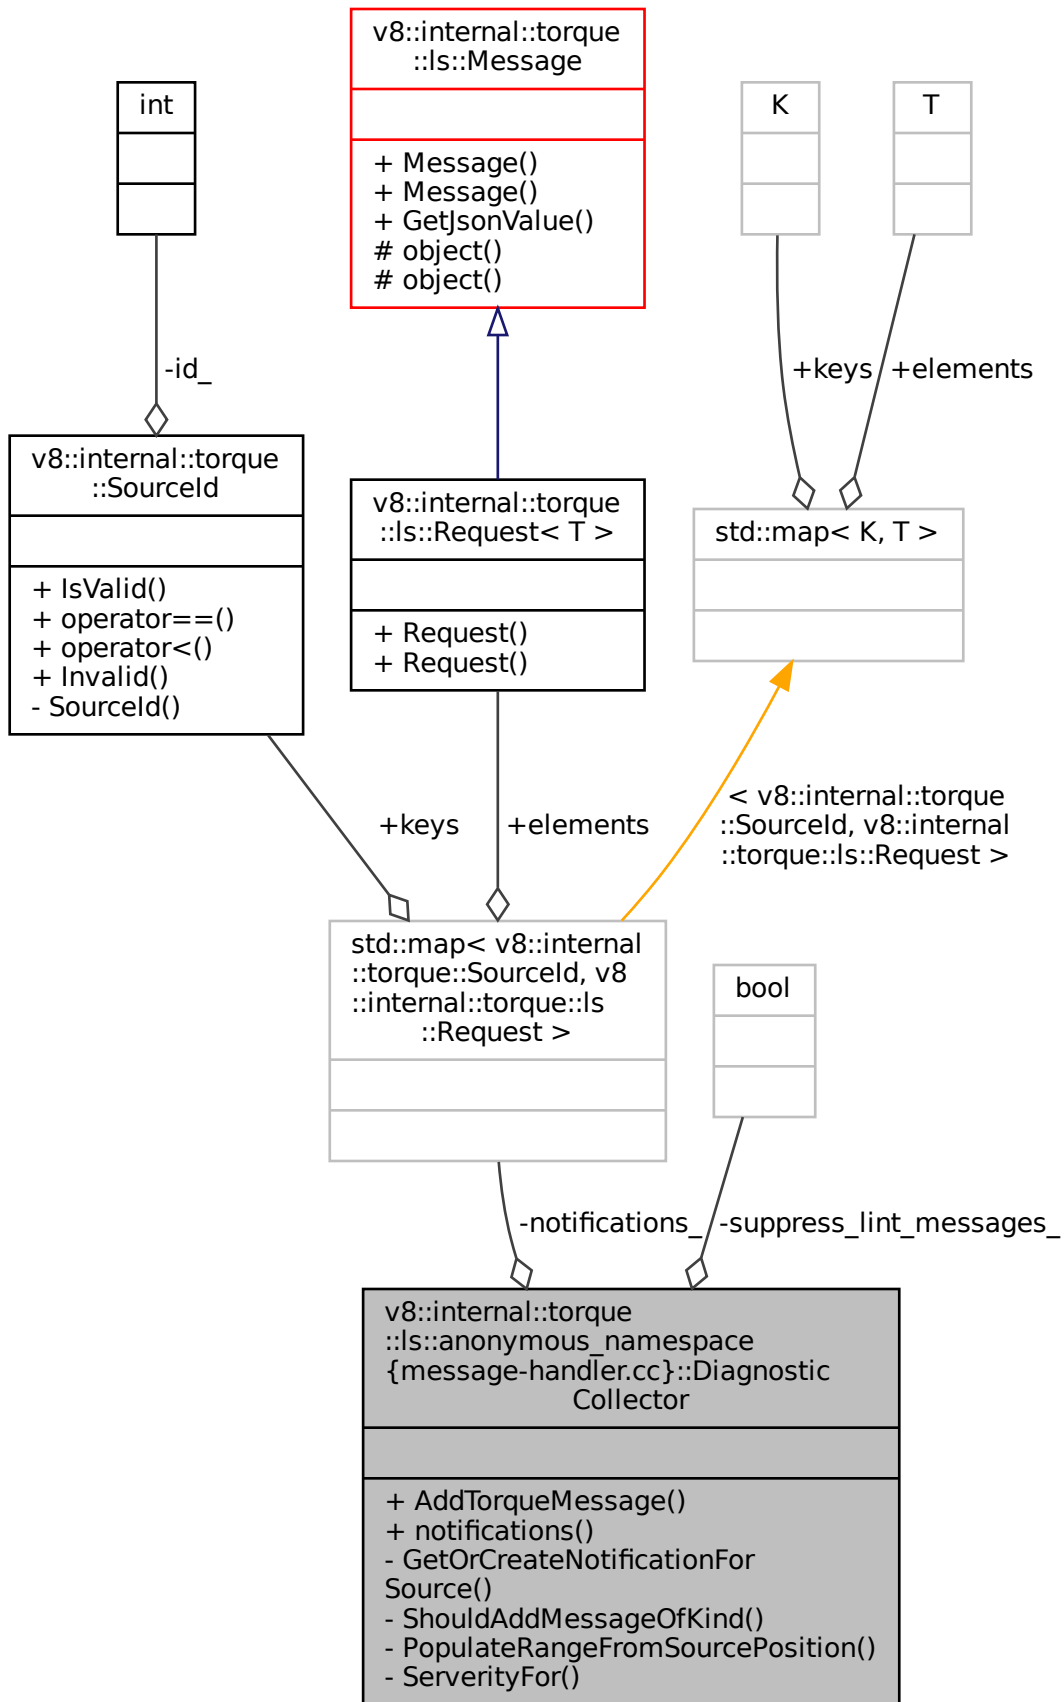 v8::internal::torque
::ls::Message
+ Message()
+ Message()
+ GetJsonValue()
# object()
# object()
int
K
T
-id_
+keys
+elements
v8::internal::torque
::SourceId
+ IsValid()
+ operator==()
+ operator<()
+ Invalid()
- SourceId()
v8::internal::torque
::ls::Request< T >
+ Request()
+ Request()
std::map< K, T >
+keys
+elements
< v8::internal::torque
::SourceId, v8::internal
::torque::ls::Request >
std::map< v8::internal
::torque::SourceId, v8
::internal::torque::ls
::Request >
bool
-notifications_
-suppress_lint_messages_
v8::internal::torque
::ls::anonymous_namespace
{message-handler.cc}::Diagnostic
Collector
+ AddTorqueMessage()
+ notifications()
- GetOrCreateNotificationFor
Source()
- ShouldAddMessageOfKind()
- PopulateRangeFromSourcePosition()
- ServerityFor()